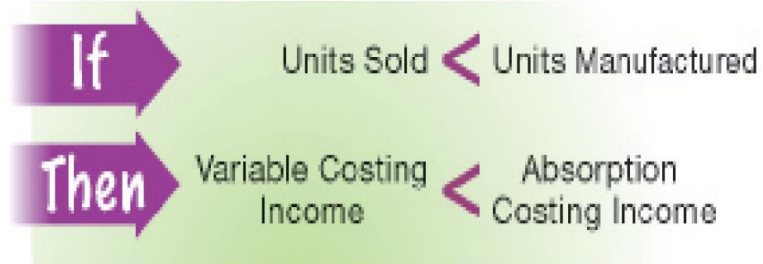 If Units Sold < Units Manufactured
Then Variable Costing < Absorption
Income Costing Income